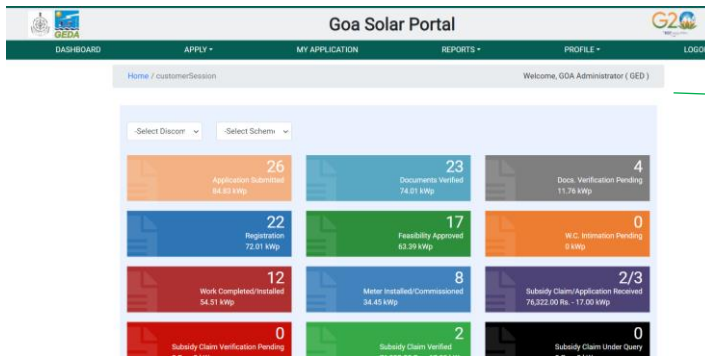 GEDA
Goa Solar Portal
G20
DASHBOARD APPLY MY APPLICATION REPORTS PROFILE LOGO
Home / customerSession Welcome, GOA Administrator ( GED )
-Select Discom -Select Scheme
26 23 4
Application Submitted Documents Verified Docs. Verification Pending
84.83 kWp 74.01 kWp 11.76 kWp
22 17 0
Registration Feasibility Approved W.C. Intimation Pending
72.01 kWp 63.39 kWp 0 kWp
12 8 2/3
Work Completed/Installed Meter Installed/Commissioned Subsidy Claim/Application Received
54.51 kWp 34.45 kWp 76,322.00 Rs. - 17.00 kWp
0 2 0
Subsidy Claim Verification Pending Subsidy Claim Verified Subsidy Claim Under Query